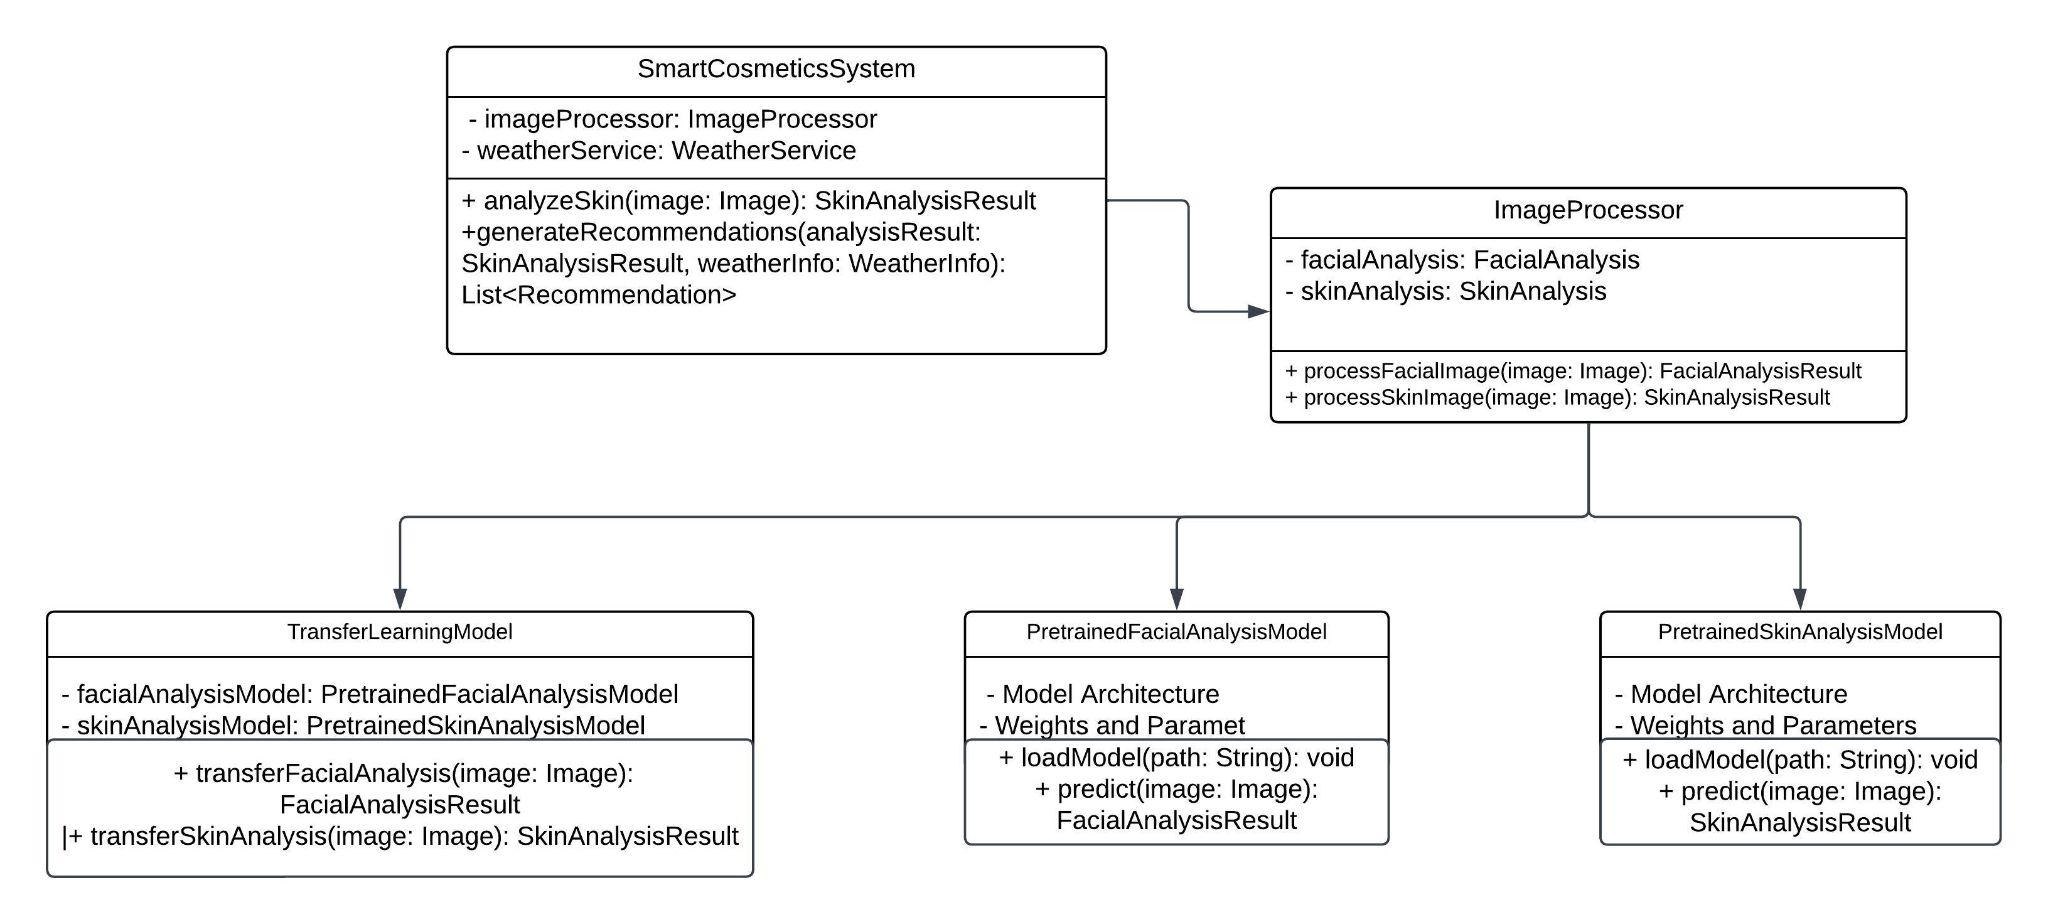 SmartCosmeticsSystem
- imageProcessor: ImageProcessor
- weatherService: WeatherService
+ analyzeSkin(image: Image): SkinAnalysisResult
+generateRecommendations(analysisResult:
SkinAnalysisResult, weatherInfo: WeatherInfo):
List<Recommendation>
ImageProcessor
- facialAnalysis: FacialAnalysis
- skinAnalysis: SkinAnalysis
+ processFacialImage(image: Image): FacialAnalysisResult
+ processSkinImage(image: Image): SkinAnalysisResult
TransferLearningModel
- facialAnalysisModel: PretrainedFacialAnalysisModel
- skinAnalysisModel: PretrainedSkinAnalysisModel
+ transferFacialAnalysis(image: Image):
FacialAnalysisResult
|+ transferSkinAnalysis(image: Image): SkinAnalysisResult
PretrainedFacialAnalysisModel
- Model Architecture
- Weights and Paramet
+ loadModel(path: String): void
+ predict(image: Image):
FacialAnalysisResult
PretrainedSkinAnalysisModel
- Model Architecture
- Weights and Parameters
+ loadModel(path: String): void
+ predict(image: Image):
SkinAnalysisResult